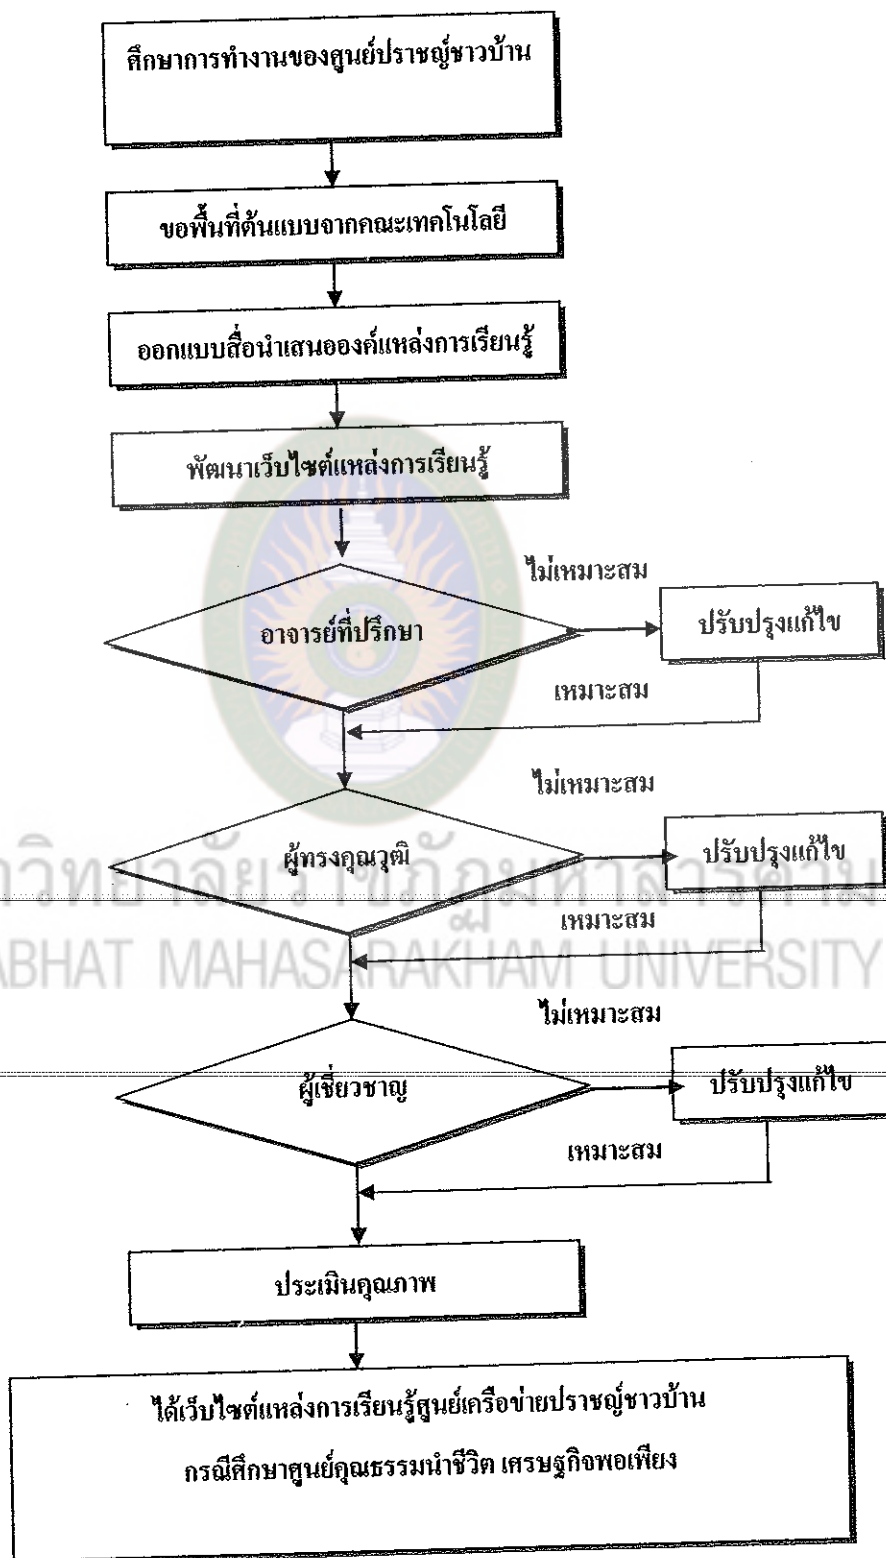 ศึกษาการทำงานของศูนย์ปราชญ์ชาวบ้าน
ขอพื้นที่ต้นแบบจากคณะเทคโนโลยี
ออกแบบสื่อนำเสนอองค์แหล่งการเรียนรู้
พัฒนาเว็บไซต์แหล่งการเรียนรู้
ไม่เหมาะสม
อาจารย์ที่ปรึกษา
ปรับปรุงแก้ไข
เหมาะสม
ไม่เหมาะสม
ผู้ทรงคุณวุฒิ
ปรับปรุงแก้ไข
าวิทยาลัยราชภัฏมหาสารคาม
เหมาะสม
ABHAT MAHASARAKHAM UNIVERSITY
ไม่เหมาะสม
ผู้เชี่ยวชาญ
ปรับปรุงแก้ไข
เหมาะสม
ประเมินคุณภาพ
ได้เว็บไซต์แหล่งการเรียนรู้ศูนย์เครือข่ายปราชญ์ชาวบ้าน
กรณีศึกษาศูนย์คุณธรรมนำชีวิต เศรษฐกิจพอเพียง